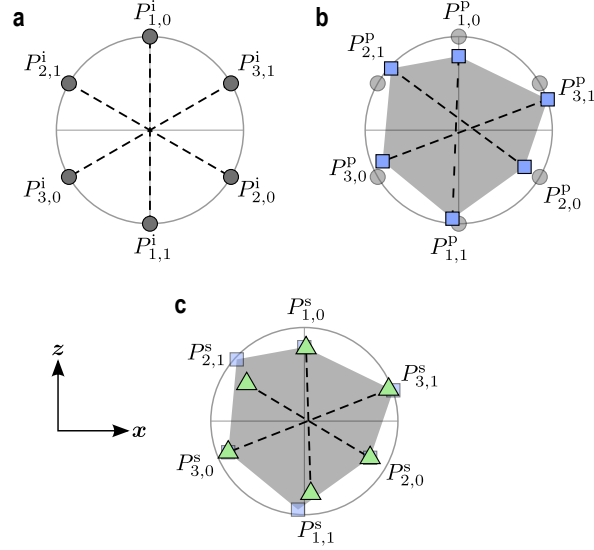 a
P^i_{1,0}
P^i_{2,1}
P^i_{3,1}
P^i_{3,0}
P^i_{2,0}
P^i_{1,1}
b
P^p_{1,0}
P^p_{2,1}
P^p_{3,1}
P^p_{3,0}
P^p_{2,0}
P^p_{1,1}
c
P^s_{1,0}
P^s_{2,1}
P^s_{3,1}
P^s_{3,0}
P^s_{2,0}
P^s_{1,1}
z
x